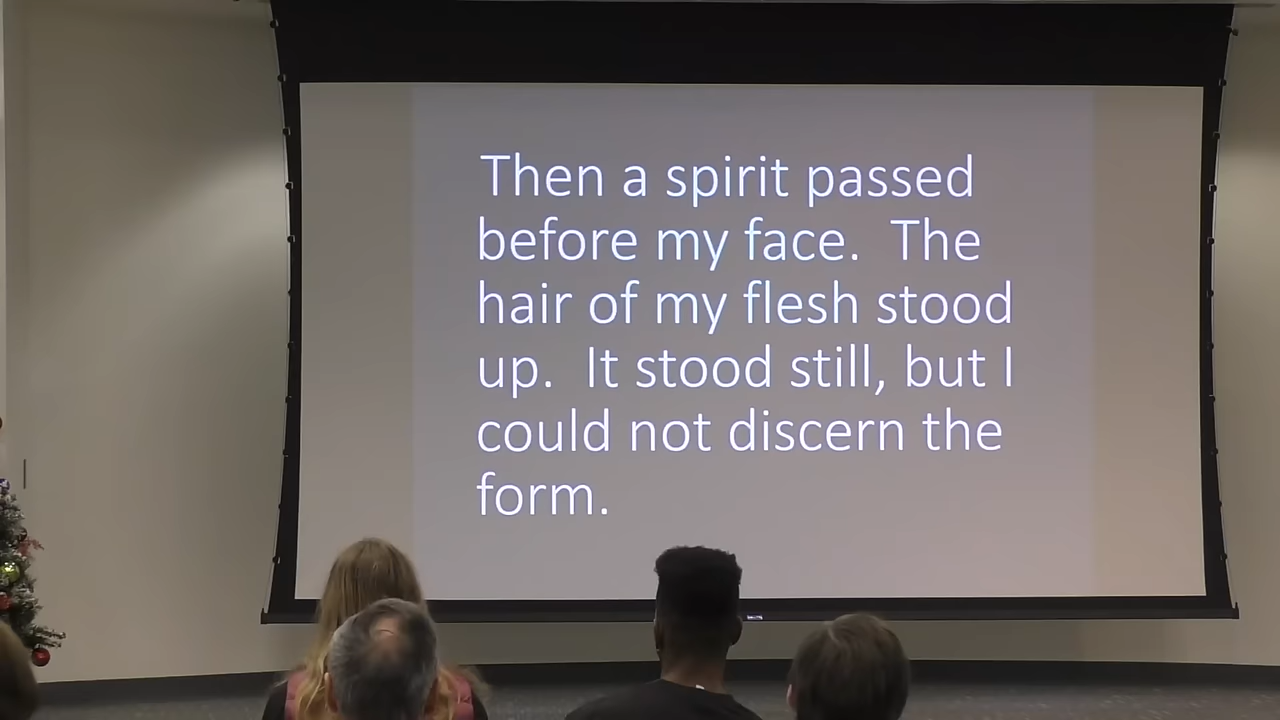 Then a spirit passed
before my face.  The
hair of my flesh stood
up.  It stood still, but I
could not discern the
form.